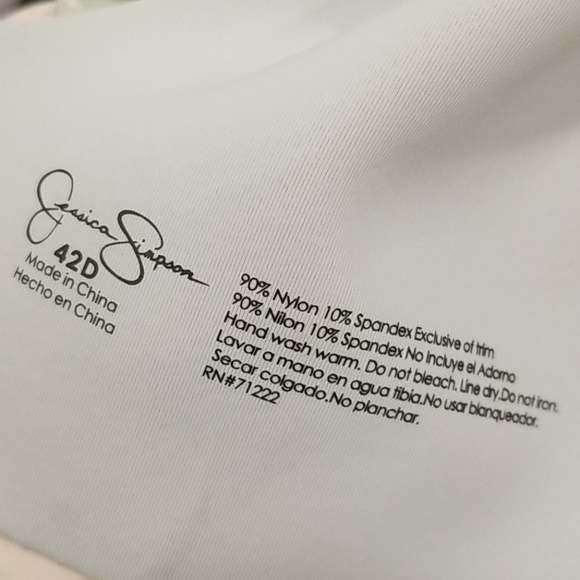 Jessica Simpson
42D
Made in China
Hecho en China
90% Nylon 10% Spandex Exclusive of trim
90% Nilon 10% Spandex No Incluye el Adorno
Hand wash warm. Do not bleach. Line dry.Do not iron.
Lavar a mano en agua tibia.No usar blanqueador.
Secar colgado.No planchar.
RN#71222